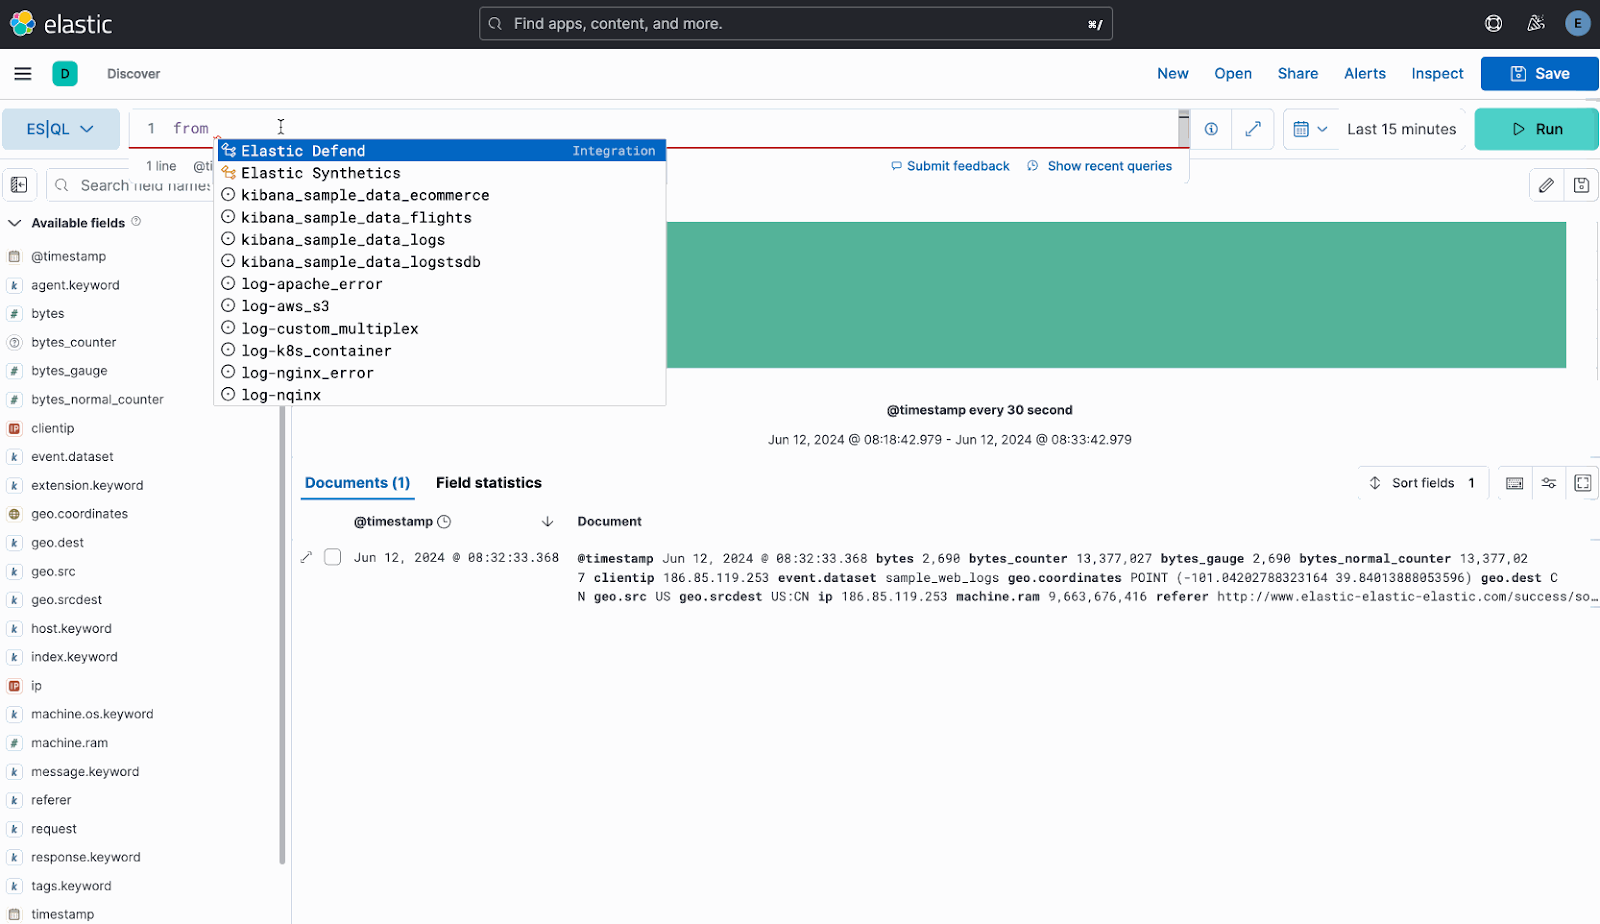 elastic
Find apps, content, and more.
⌘/
E
D
Discover
New
Open
Share
Alerts
Inspect
Save
ES|QL
1 from
Last 15 minutes
Run
1 line
Submit feedback
Show recent queries
Elastic Defend Integration
Elastic Synthetics
kibana_sample_data_ecommerce
kibana_sample_data_flights
kibana_sample_data_logs
kibana_sample_data_logstsdb
log-apache_error
log-aws_s3
log-custom_multiplex
log-k8s_container
log-nginx_error
log-nginx
Search field names
Available fields
@timestamp
agent.keyword
bytes
bytes_counter
bytes_gauge
bytes_normal_counter
clientip
event.dataset
extension.keyword
geo.coordinates
geo.dest
geo.src
geo.srcdest
host.keyword
index.keyword
ip
machine.os.keyword
machine.ram
message.keyword
referer
request
response.keyword
tags.keyword
timestamp
@timestamp every 30 second
Jun 12, 2024 @ 08:18:42.979 - Jun 12, 2024 @ 08:33:42.979
Documents (1)
Field statistics
Sort fields 1
@timestamp
Document
Jun 12, 2024 @ 08:32:33.368
@timestamp Jun 12, 2024 @ 08:32:33.368 bytes 2,690 bytes_counter 13,377,027 bytes_gauge 2,690 bytes_normal_counter 13,377,02
7 clientip 186.85.119.253 event.dataset sample_web_logs geo.coordinates POINT (-101.04202788323164 39.84013888053596) geo.dest C
N geo.src US geo.srcdest US:CN ip 186.85.119.253 machine.ram 9,663,676,416 referer http://www.elastic-elastic-elastic.com/success/so…